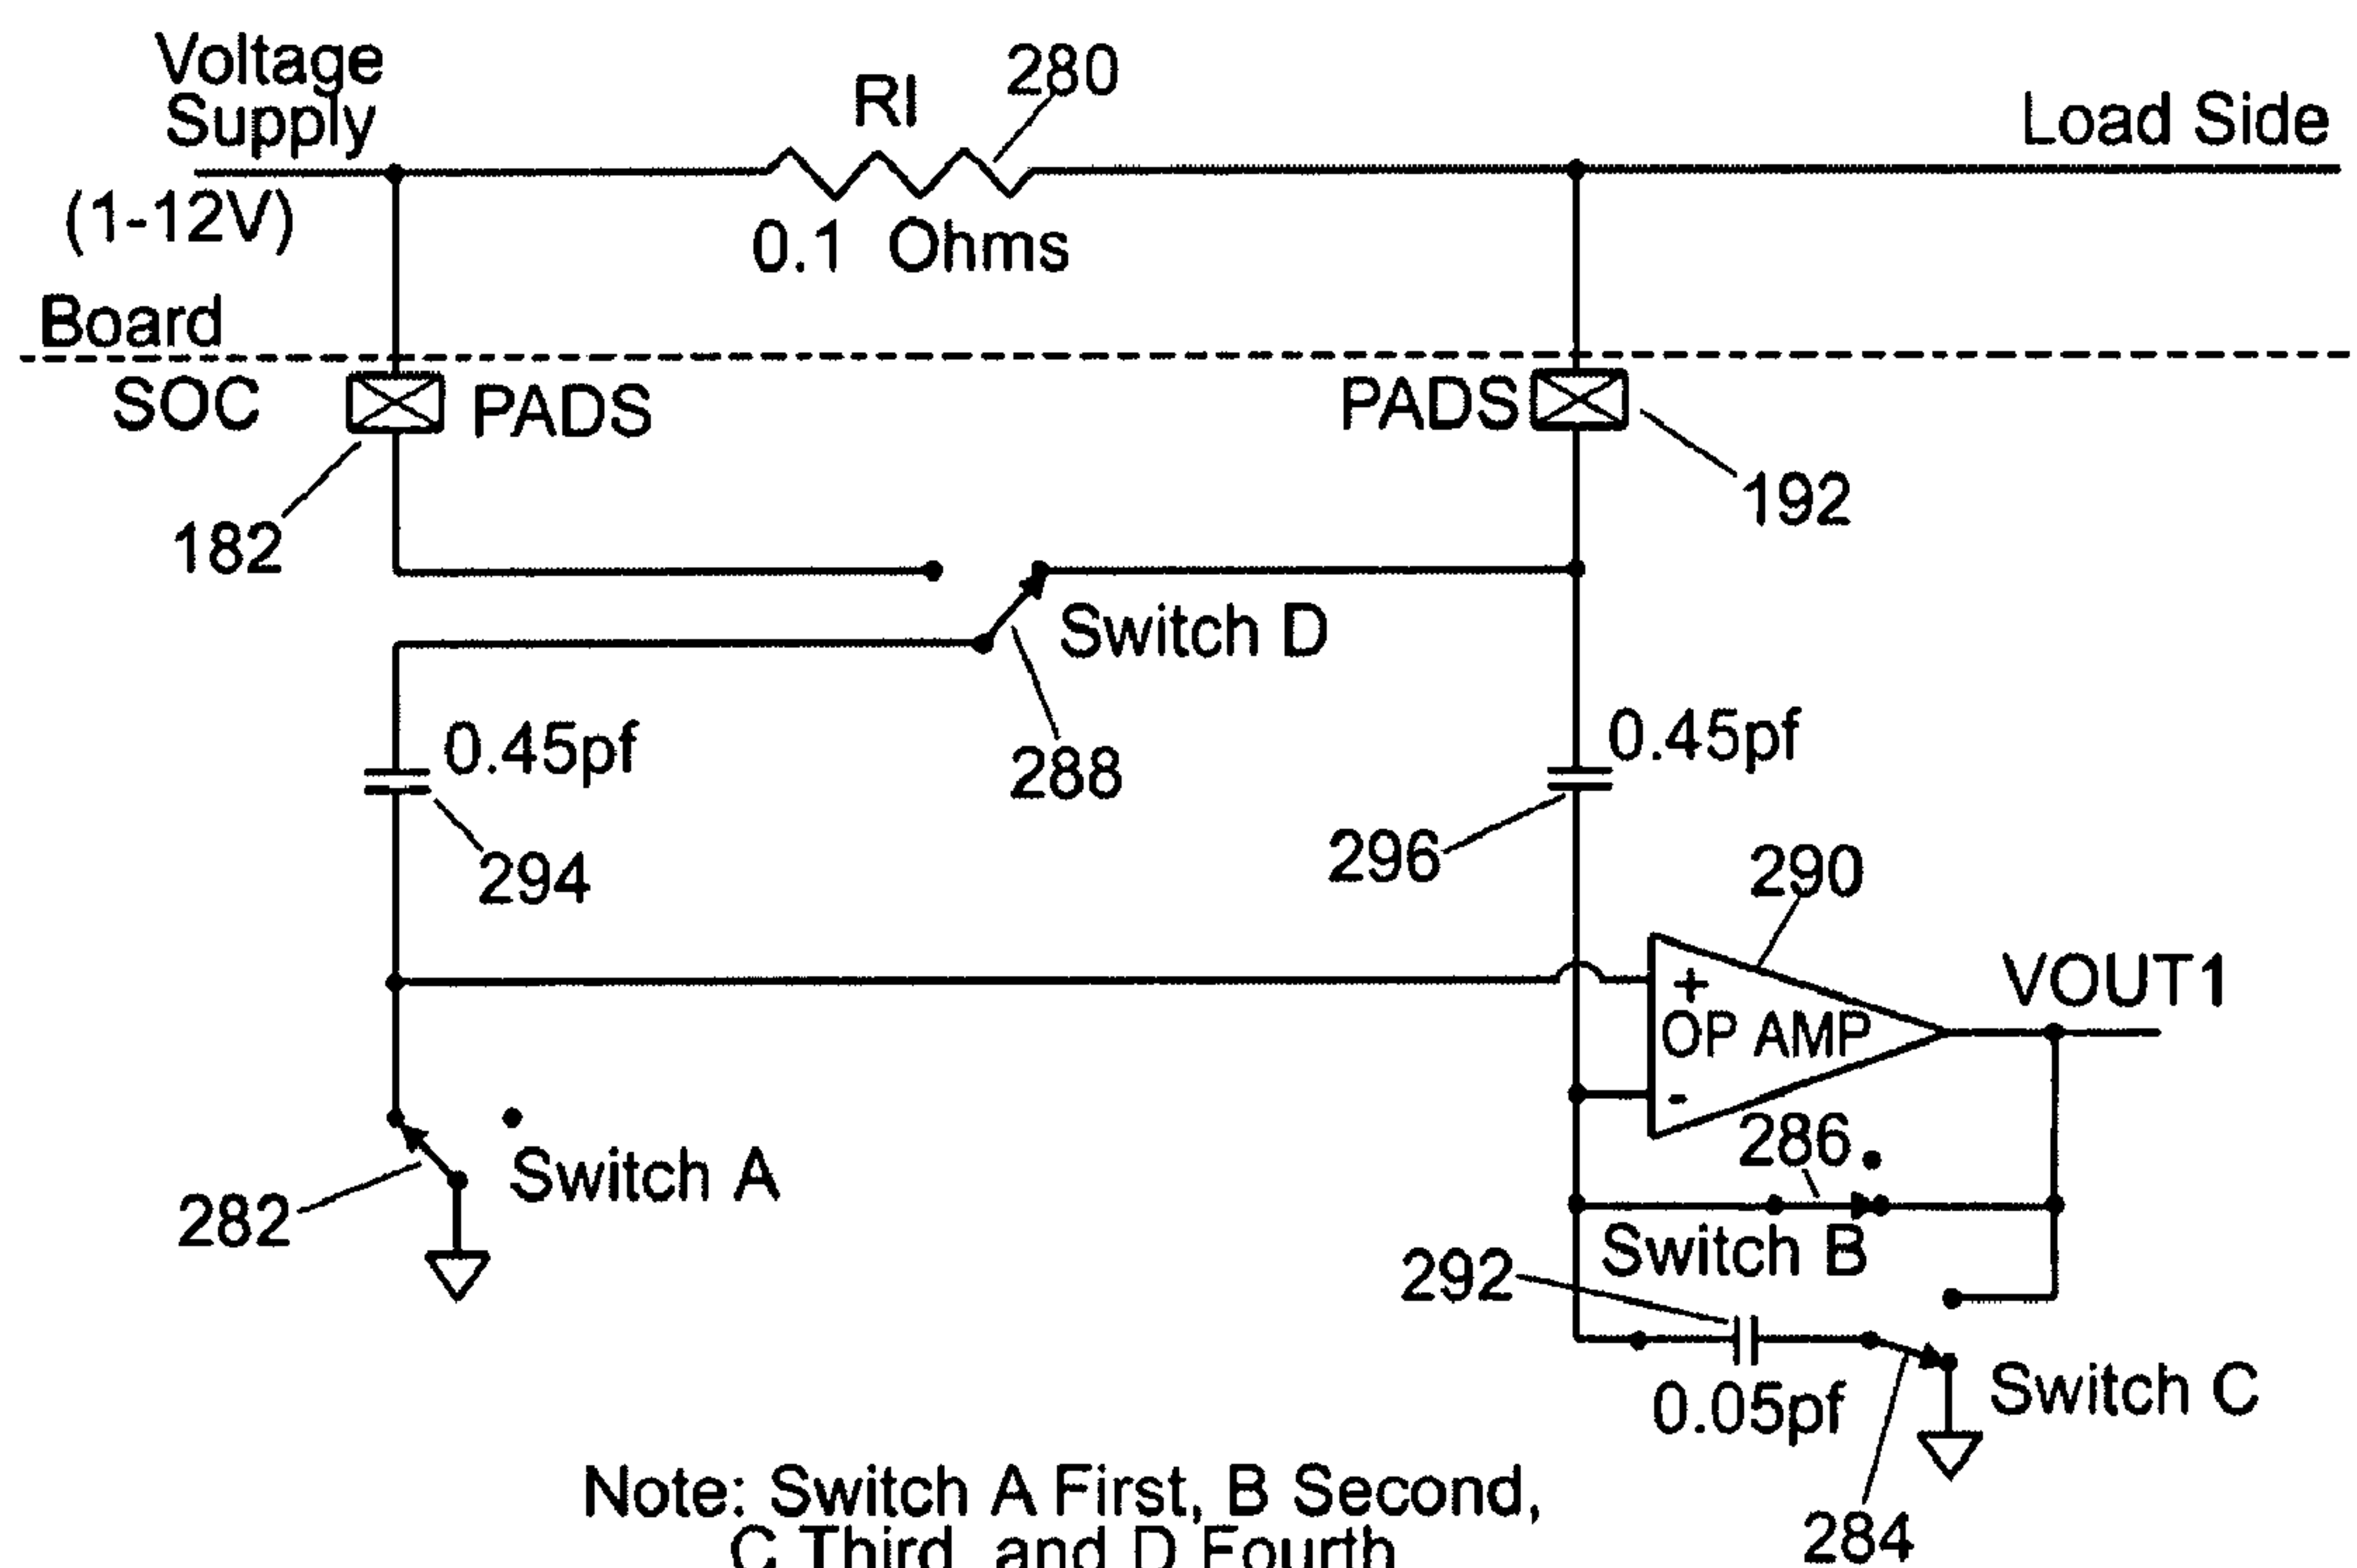 Voltage
Supply
RI
280
Load Side
(1-12V)
0.1 Ohms
Board
SOC
PADS
PADS
182
192
Switch D
288
0.45pf
294
0.45pf
296
290
VOUT1
+
OP AMP
-
286
Switch A
282
Switch B
292
0.05pf
Switch C
284
Note: Switch A First, B Second,
C Third, and D Fourth